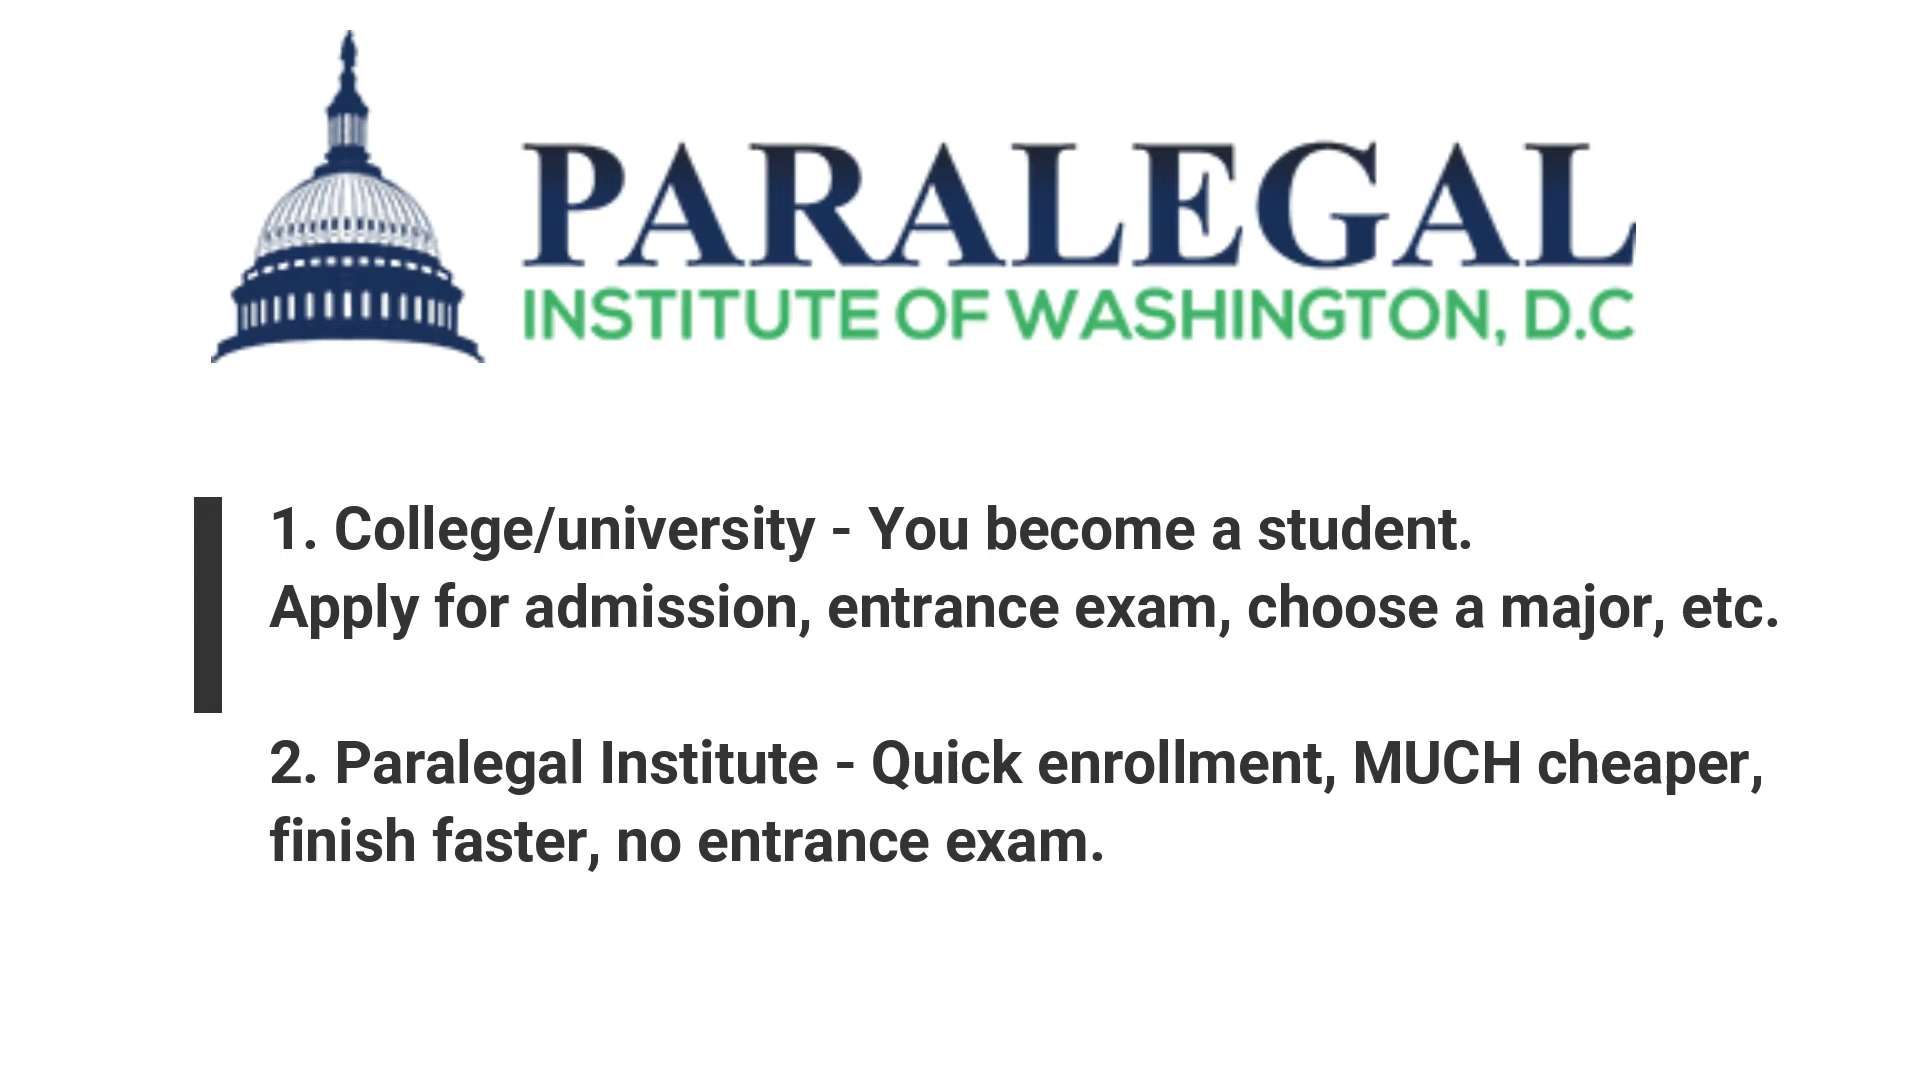 PARALEGAL
INSTITUTE OF WASHINGTON, D.C
1. College/university - You become a student.
Apply for admission, entrance exam, choose a major, etc.
2. Paralegal Institute - Quick enrollment, MUCH cheaper,
finish faster, no entrance exam.